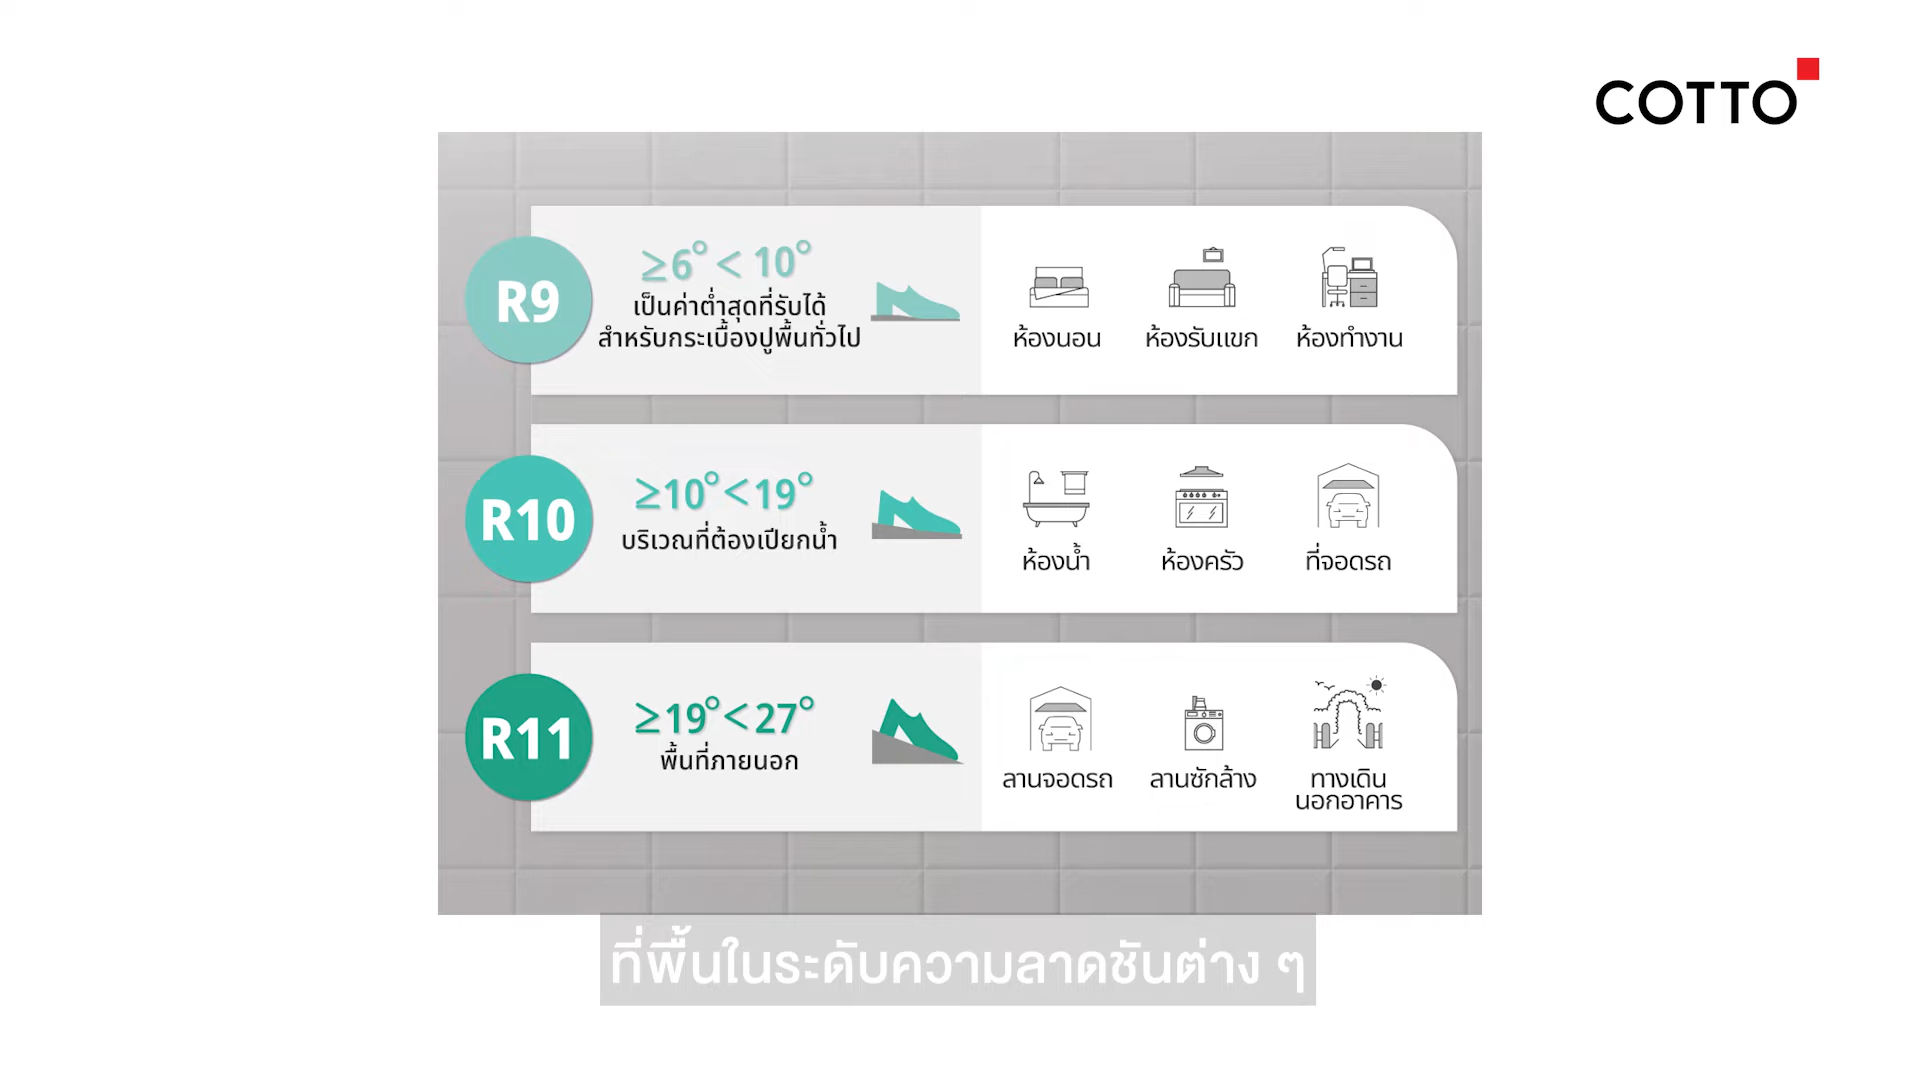 COTTO
R9
≥6° < 10°
เป็นค่าต่ำสุดที่รับได้
สำหรับกระเบื้องปูพื้นทั่วไป
ห้องนอน
ห้องรับแขก
ห้องทำงาน
R10
≥10° < 19°
บริเวณที่ต้องเปียกน้ำ
ห้องน้ำ
ห้องครัว
ที่จอดรถ
R11
≥19° < 27°
พื้นที่ภายนอก
ลานจอดรถ
ลานซักล้าง
ทางเดิน
นอกอาคาร
ที่พื้นในระดับความลาดชันต่าง ๆ